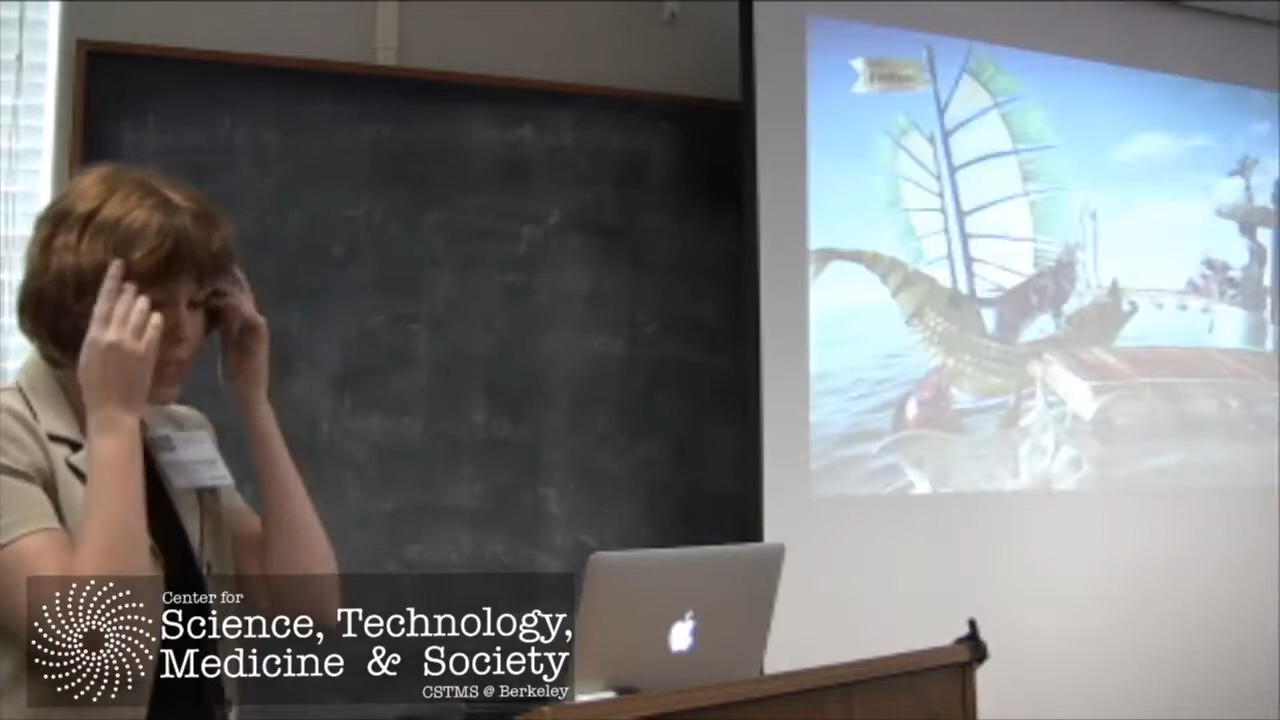 Center for
Science, Technology,
Medicine & Society
CSTMS @ Berkeley